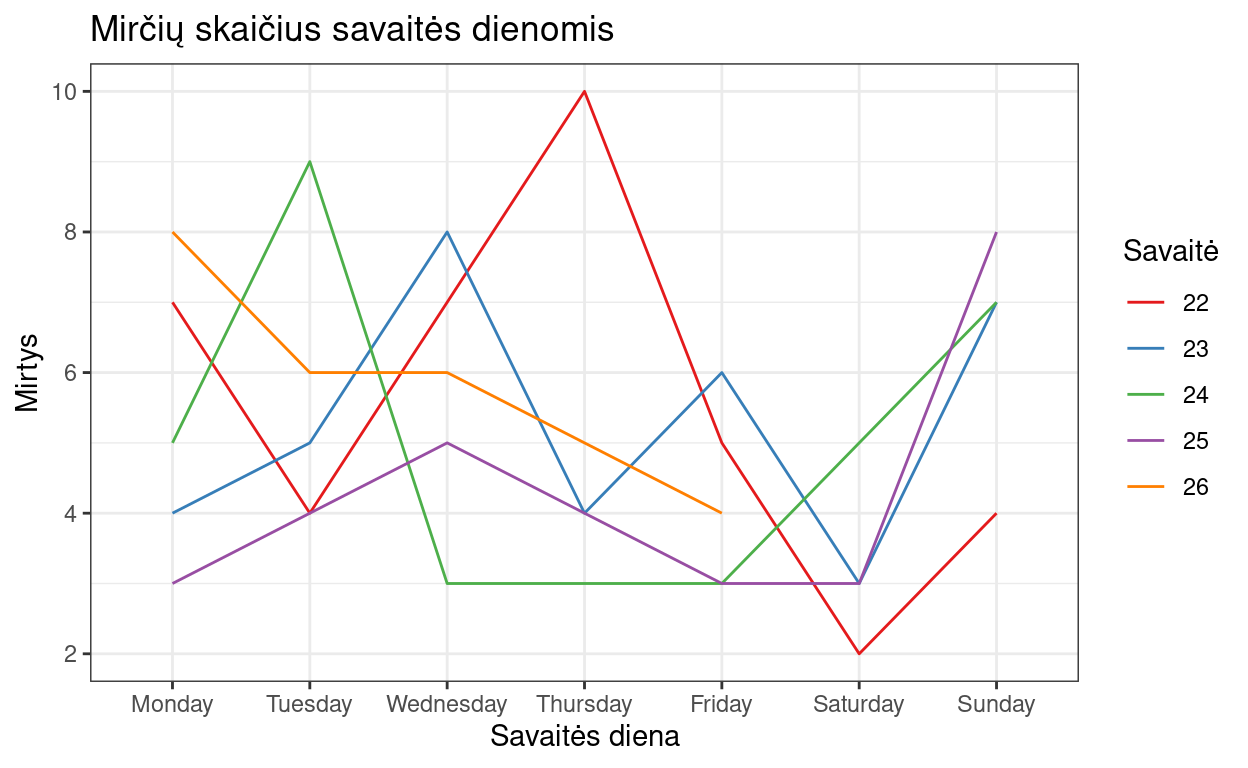 Mirčių skaičius savaitės dienomis
Mirtys
10
8
6
4
2
Monday Tuesday Wednesday Thursday Friday Saturday Sunday
Savaitės diena
Savaitė
22
23
24
25
26